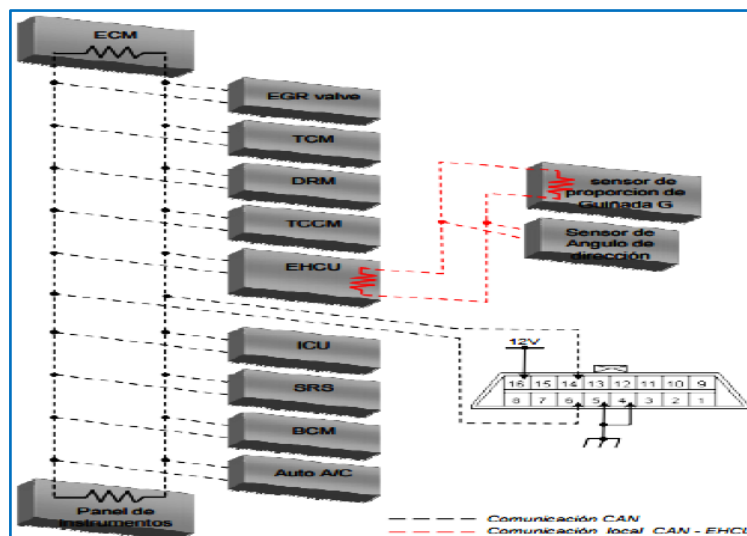 ECM
EGR valve
TCM
DRM
TCCM
EHCU
sensor de
proporcion de
Guiñada G
Sensor de
Angulo de
dirección
ICU
SRS
BCM
Auto A/C
Panel de
Instrumentos
12V
16 15 14 13 12 11 10 9
8 7 6 5 4 3 2 1
Comunicación CAN
Comunicación local CAN - EHCU